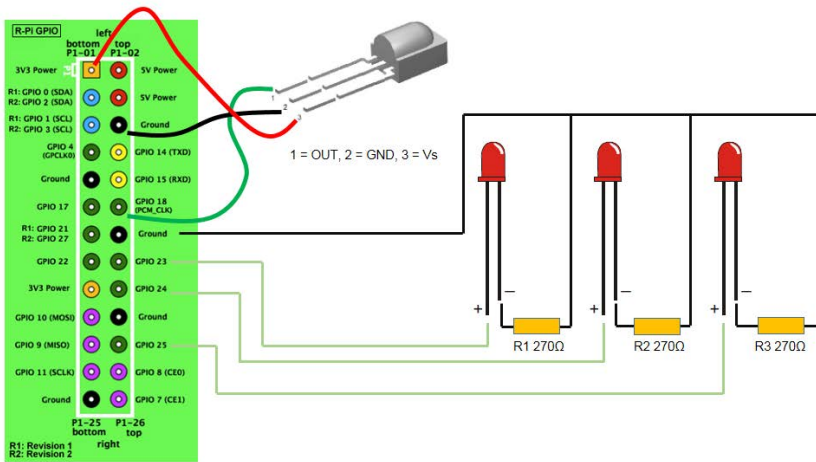 R-PI GPIO
left
bottom top
P1-01 P1-02
3V3 Power
5V Power
R1: GPIO 0 (SDA)
R2: GPIO 2 (SDA)
5V Power
R1: GPIO 1 (SCL)
R2: GPIO 3 (SCL)
Ground
GPIO 4
(GPCLK0)
GPIO 14 (TXD)
Ground
GPIO 15 (RXD)
GPIO 17
GPIO 18
(PCM_CLK)
R1: GPIO 21
R2: GPIO 27
Ground
GPIO 22
GPIO 23
3V3 Power
GPIO 24
GPIO 10 (MOSI)
Ground
GPIO 9 (MISO)
GPIO 25
GPIO 11 (SCLK)
GPIO 8 (CE0)
Ground
GPIO 7 (CE1)
P1-25 P1-26
bottom top
right
R1: Revision 1
R2: Revision 2
1
2
3
1 = OUT, 2 = GND, 3 = Vs
+ –
R1 270Ω
+ –
R2 270Ω
+ –
R3 270Ω